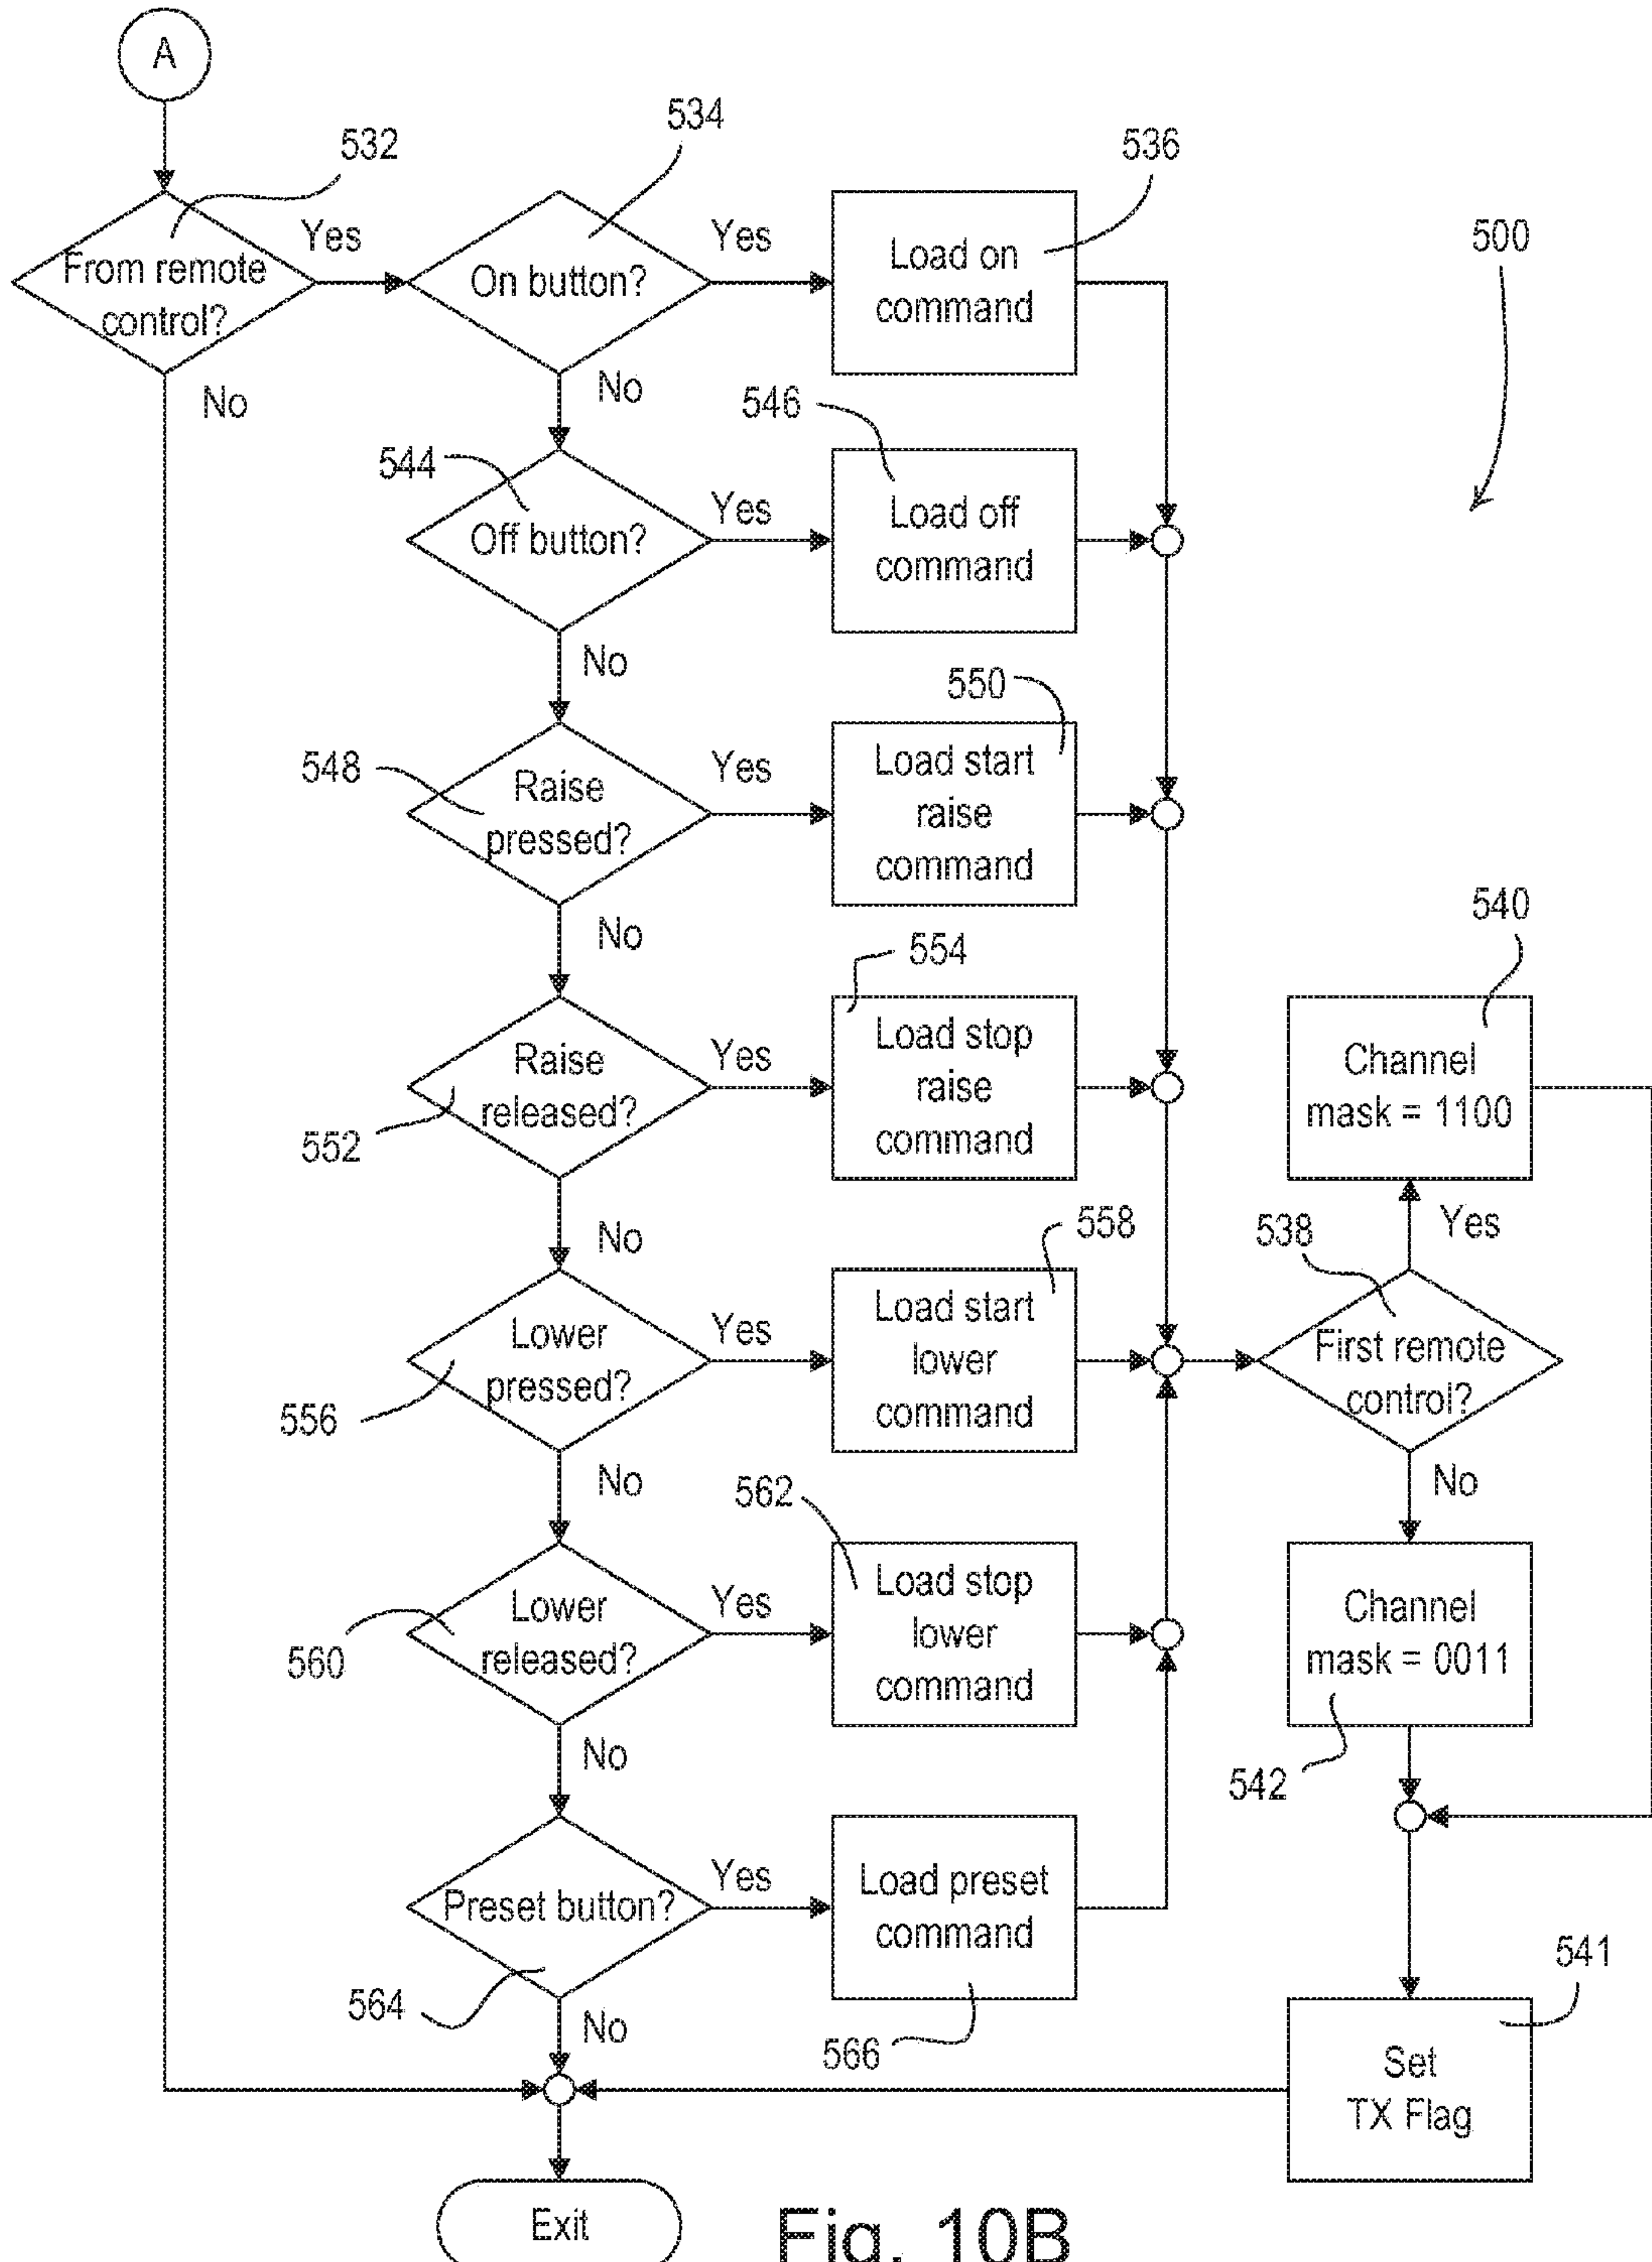 A
532
534
536
500
From remote
control?
Yes
On button?
Yes
Load on
command
No
No
544
546
Off button?
Yes
Load off
command
No
548
550
Raise
pressed?
Yes
Load start
raise
command
No
552
554
Raise
released?
Yes
Load stop
raise
command
540
Channel
mask = 1100
No
556
558
Lower
pressed?
Yes
Load start
lower
command
538
Yes
First remote
control?
No
No
560
562
Lower
released?
Yes
Load stop
lower
command
Channel
mask = 0011
542
No
564
Preset button?
Yes
Load preset
command
566
No
541
Set
TX Flag
Exit
Fig. 10B